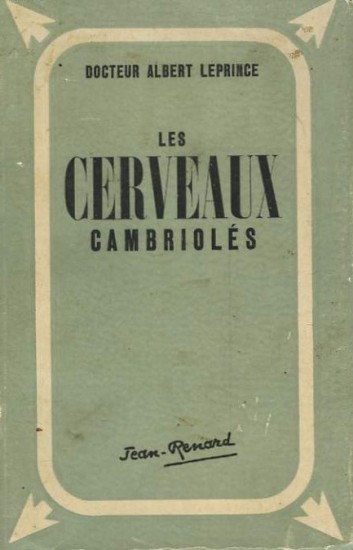 DOCTEUR ALBERT LEPRINCE
LES
CERVEAUX
CAMBRIOLÉS
Jean-Renard